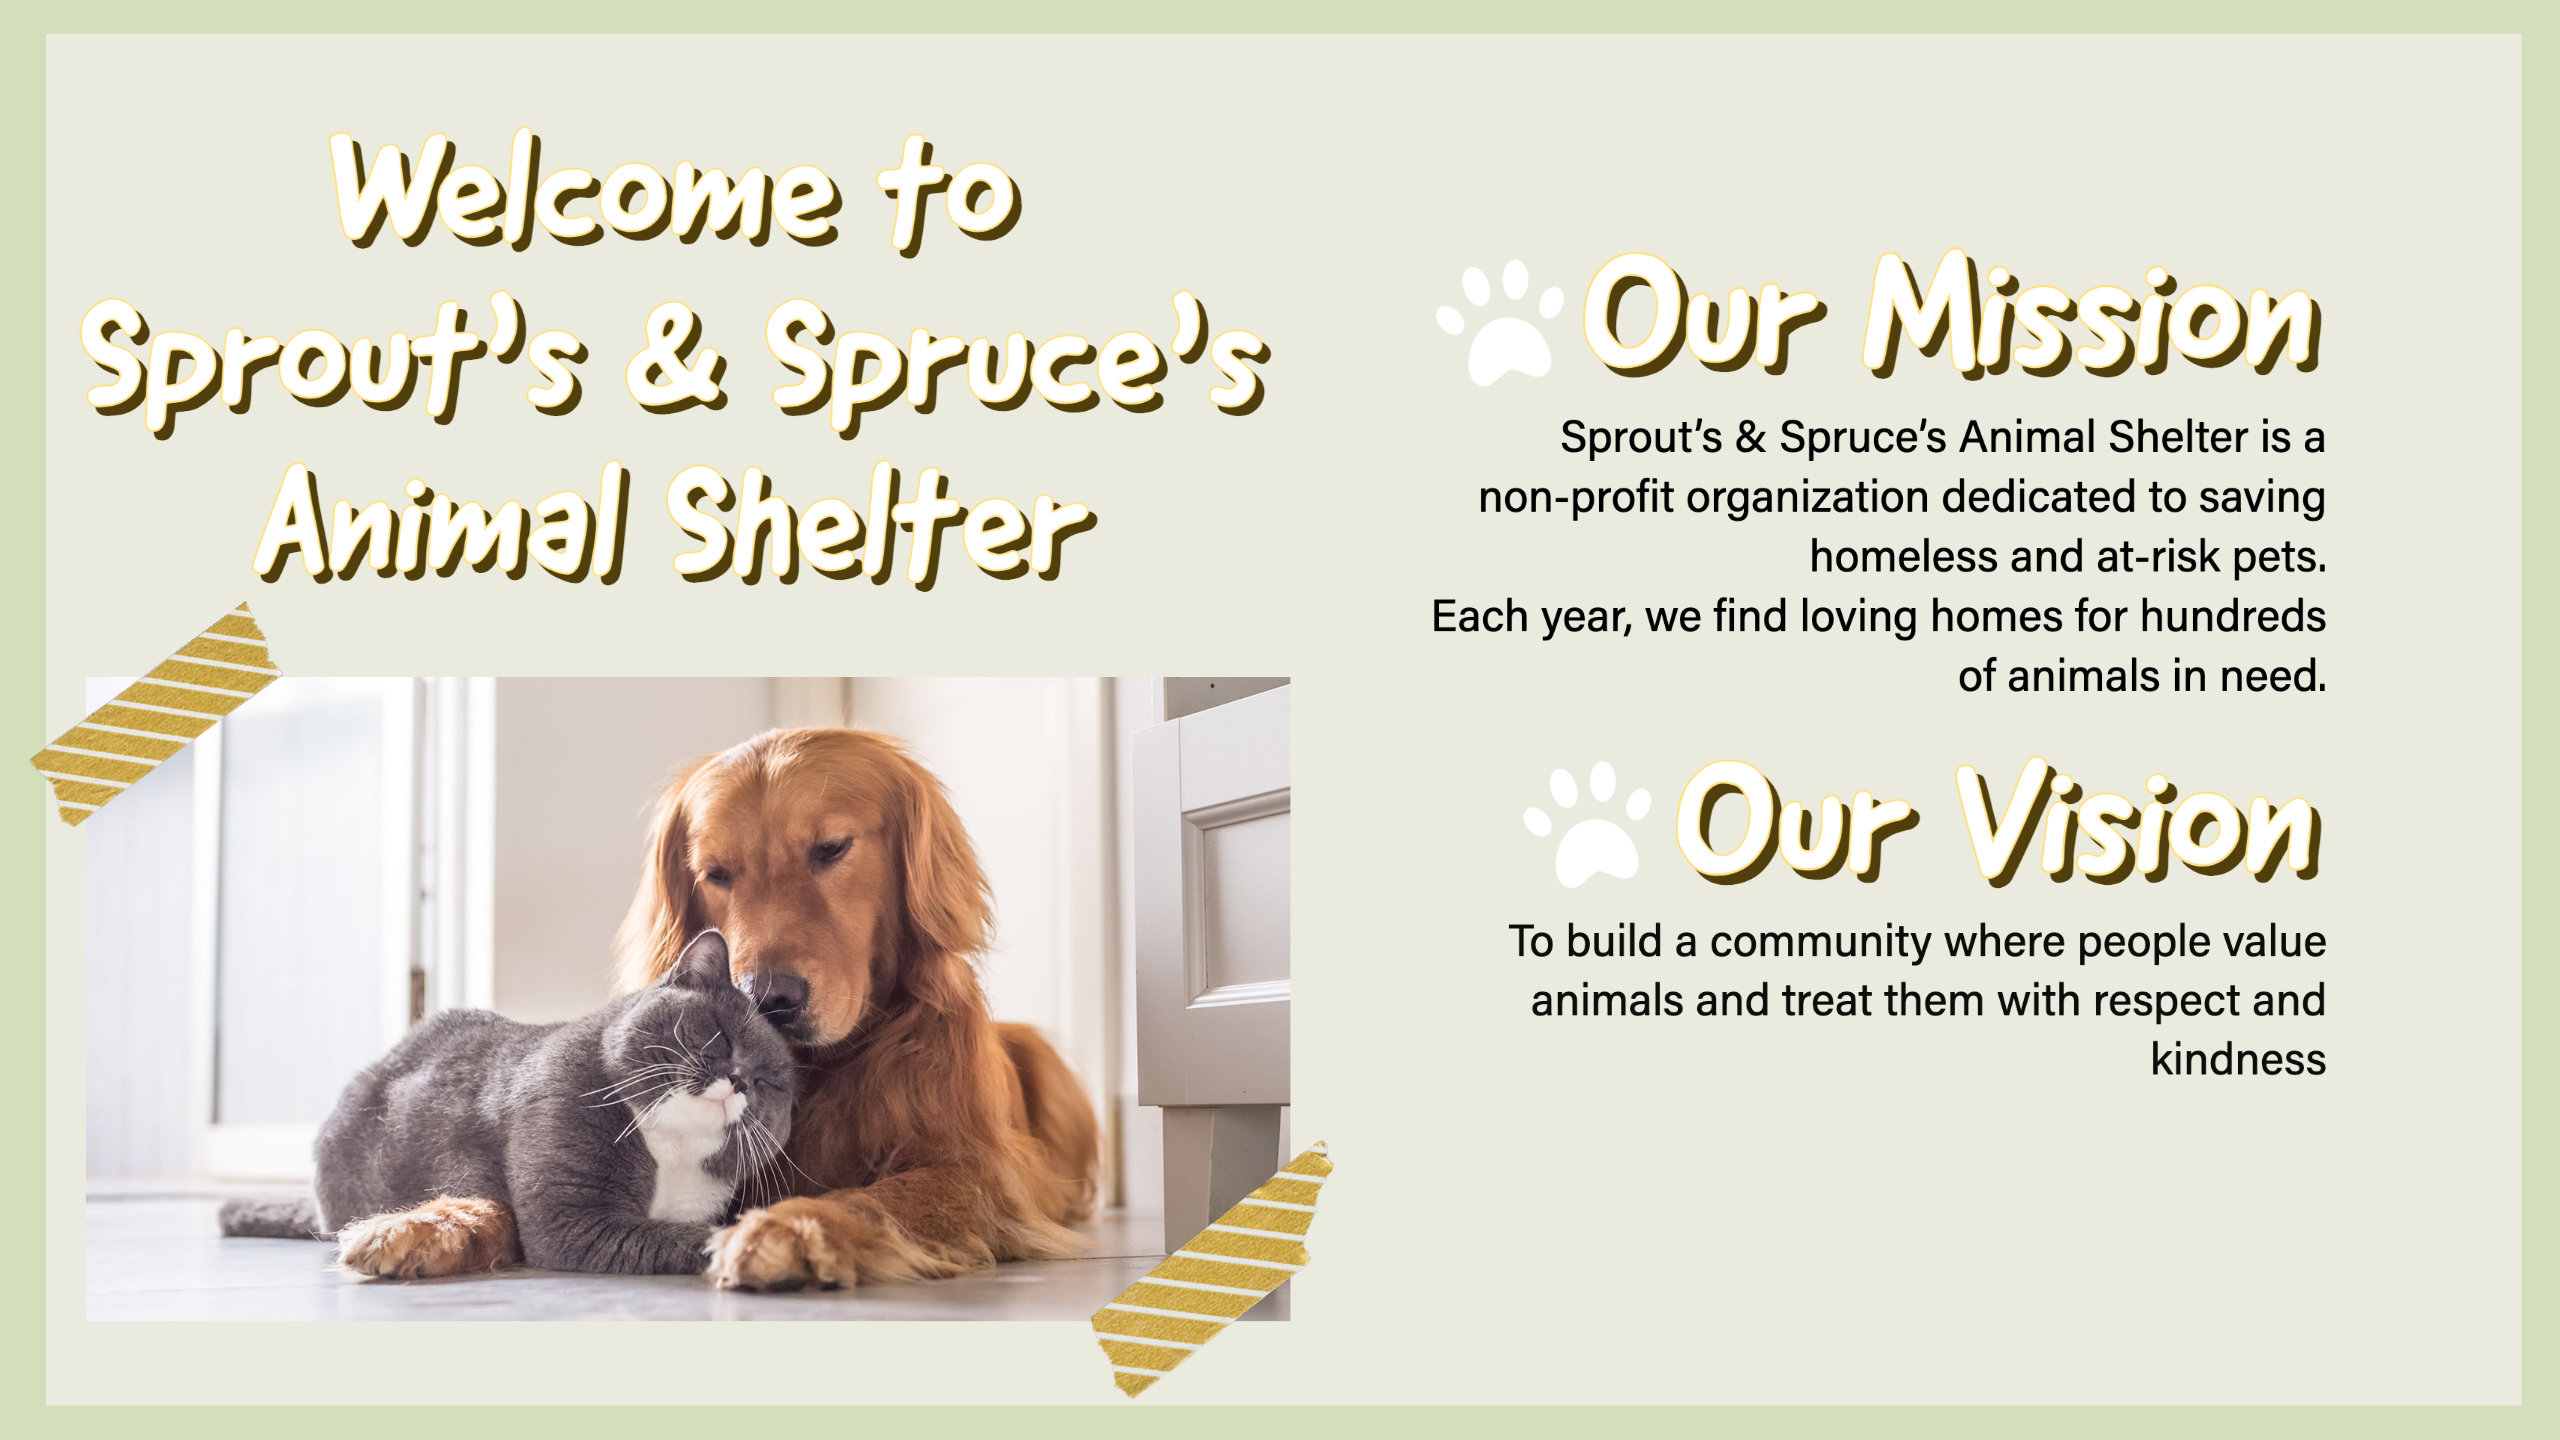 Welcome to
Sprout’s & Spruce’s
Animal Shelter
Our Mission
Sprout’s & Spruce’s Animal Shelter is a
non-profit organization dedicated to saving
homeless and at-risk pets.
Each year, we find loving homes for hundreds
of animals in need.
Our Vision
To build a community where people value
animals and treat them with respect and
kindness